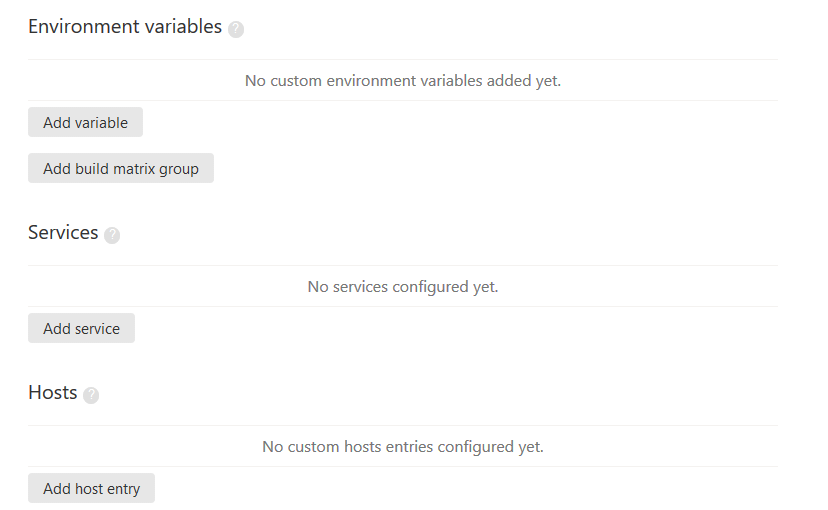 Environment variables ?
No custom environment variables added yet.
Add variable
Add build matrix group
Services ?
No services configured yet.
Add service
Hosts ?
No custom hosts entries configured yet.
Add host entry